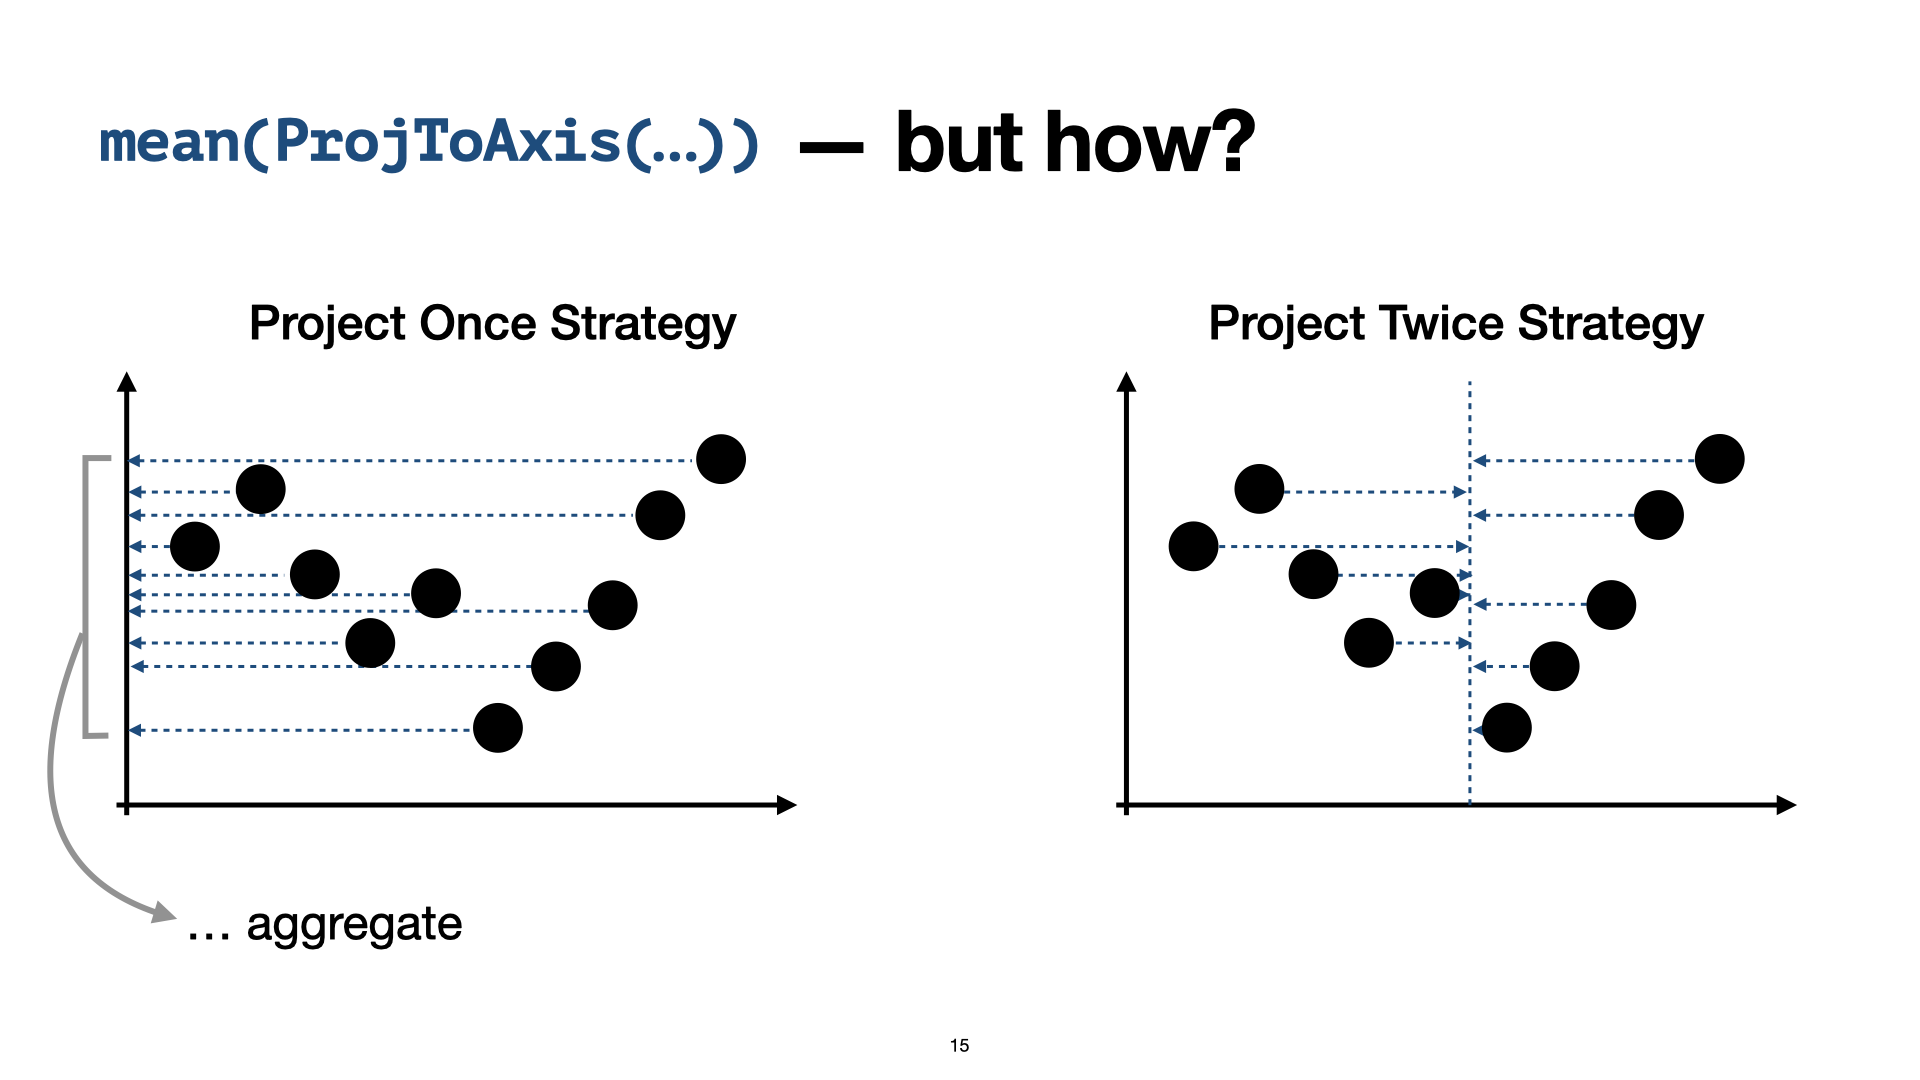 mean(ProjToAxis(…)) — but how?
Project Once Strategy
Project Twice Strategy
… aggregate
15